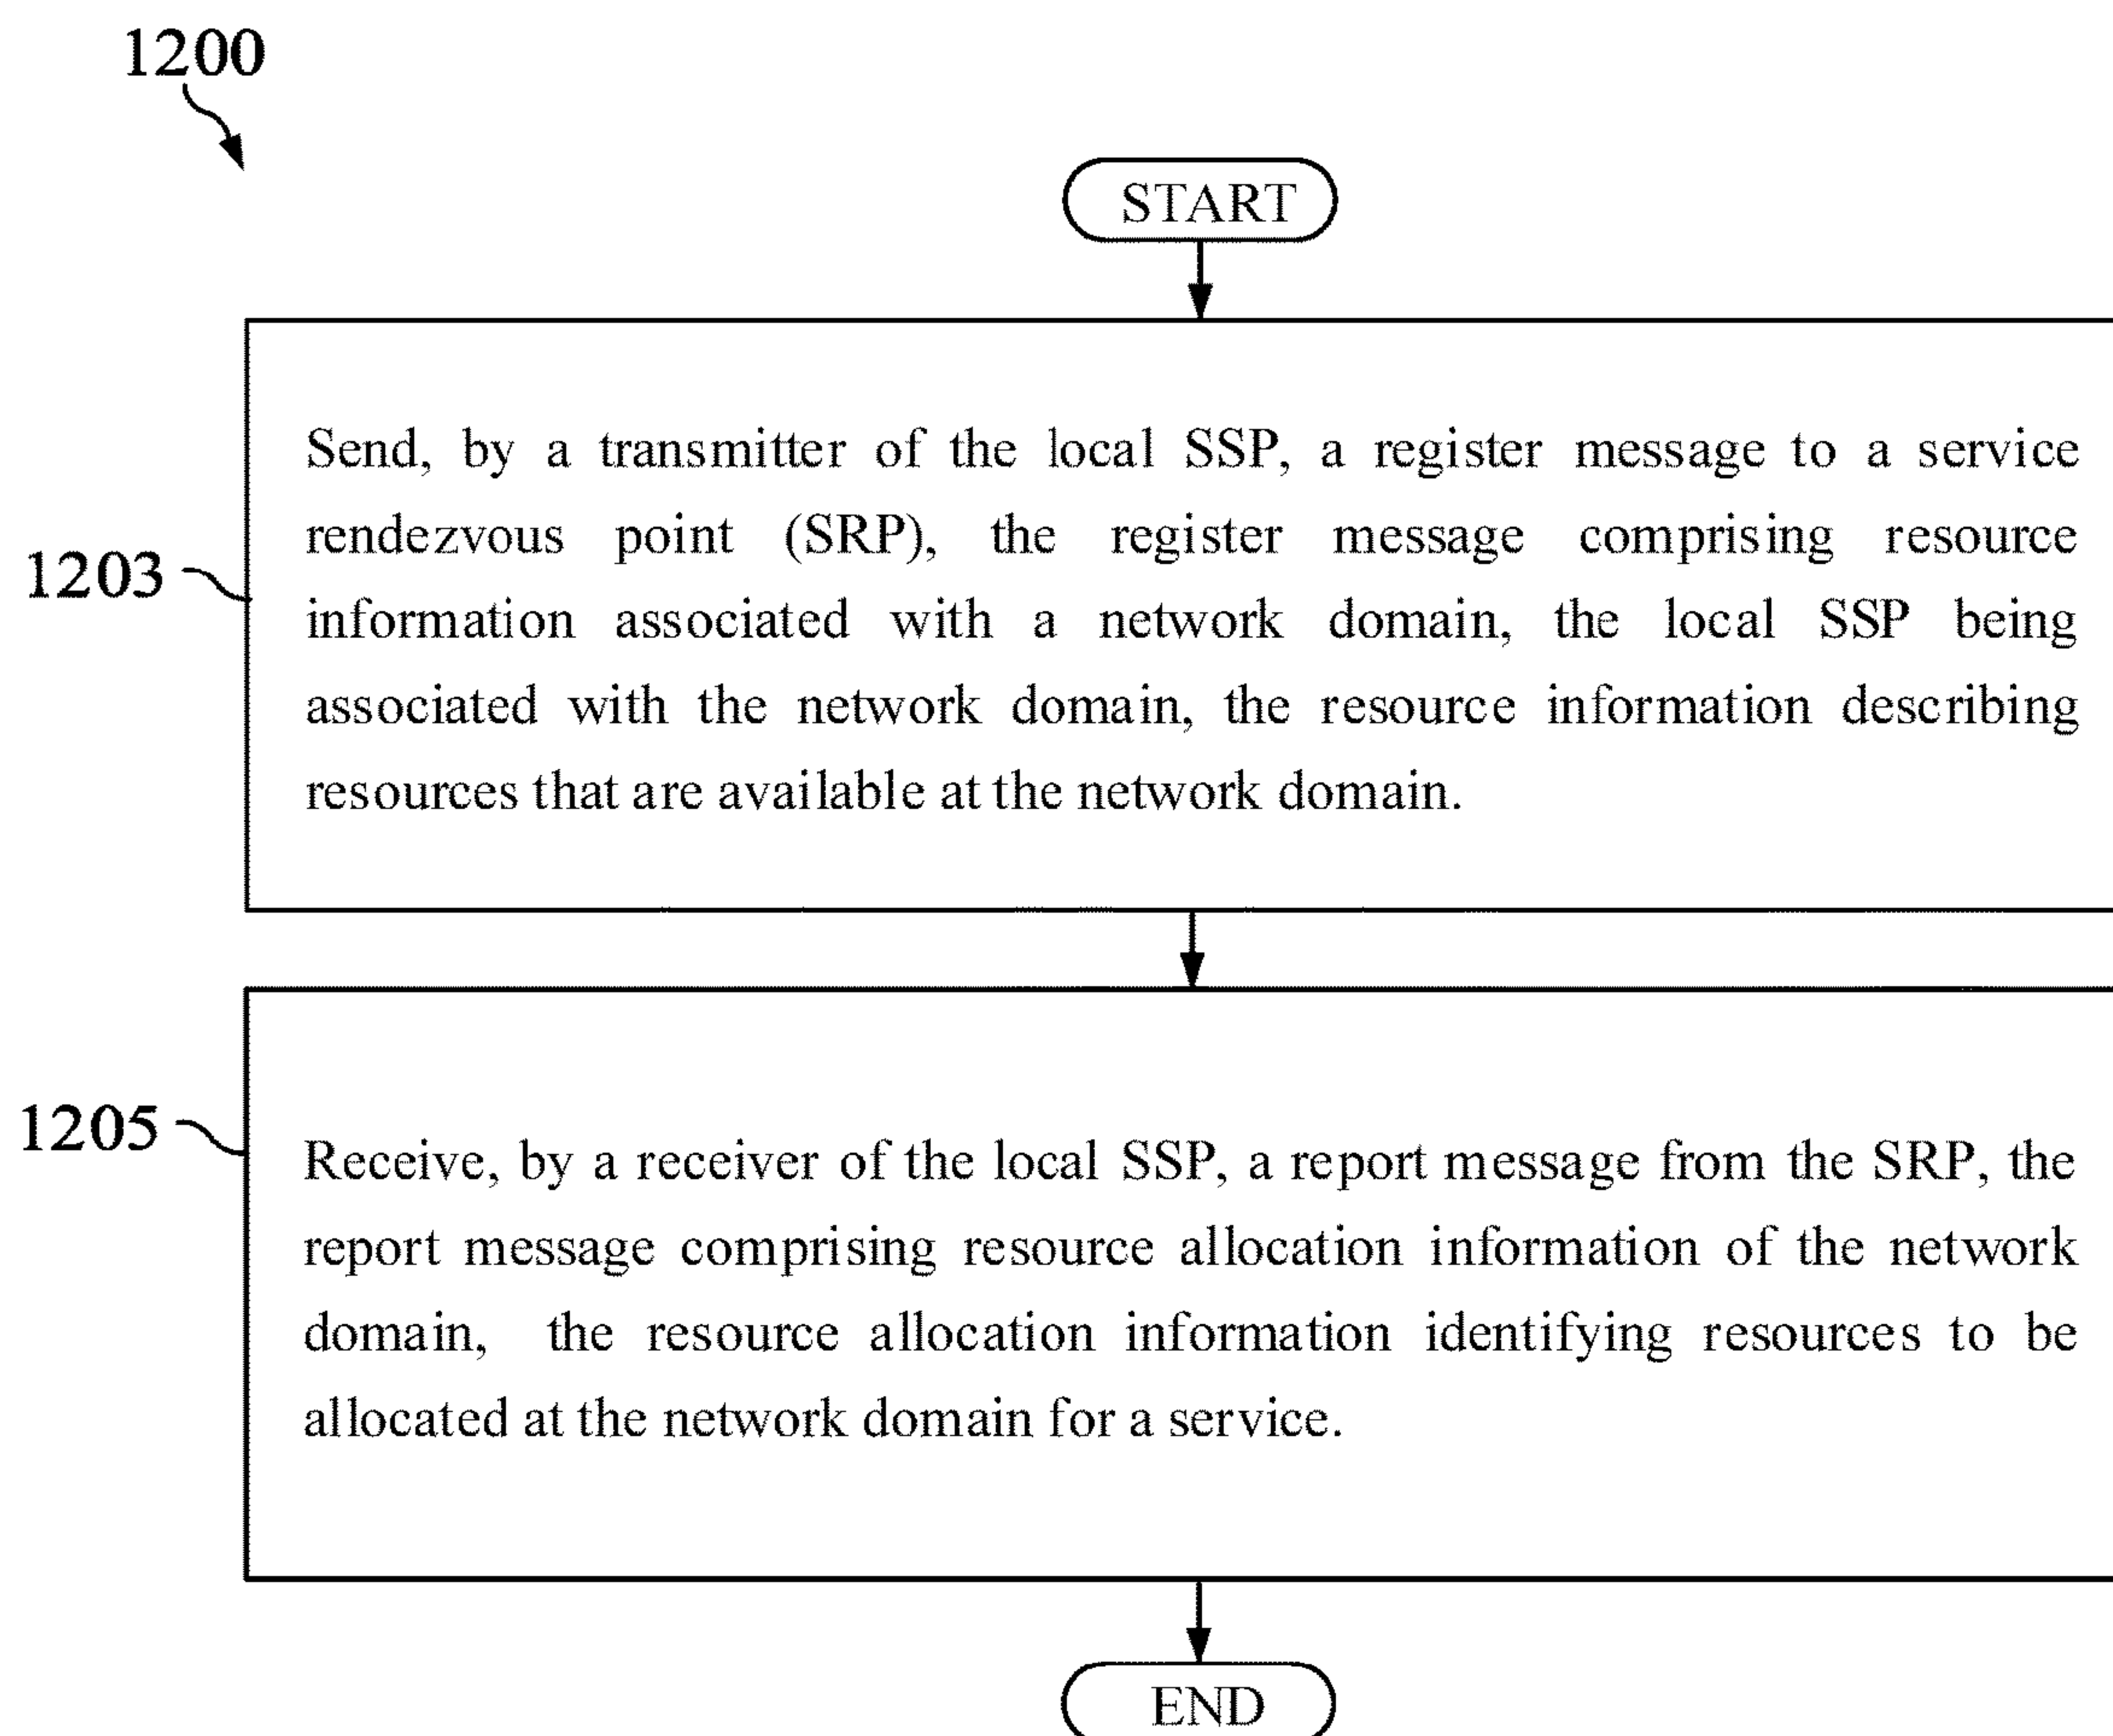 1200
START
Send, by a transmitter of the local SSP, a register message to a service
rendezvous point (SRP), the register message comprising resource
1203
information associated with a network domain, the local SSP being
associated with the network domain, the resource information describing
resources that are available at the network domain.
1205
Receive, by a receiver of the local SSP, a report message from the SRP, the
report message comprising resource allocation information of the network
domain, the resource allocation information identifying resources to be
allocated at the network domain for a service.
END